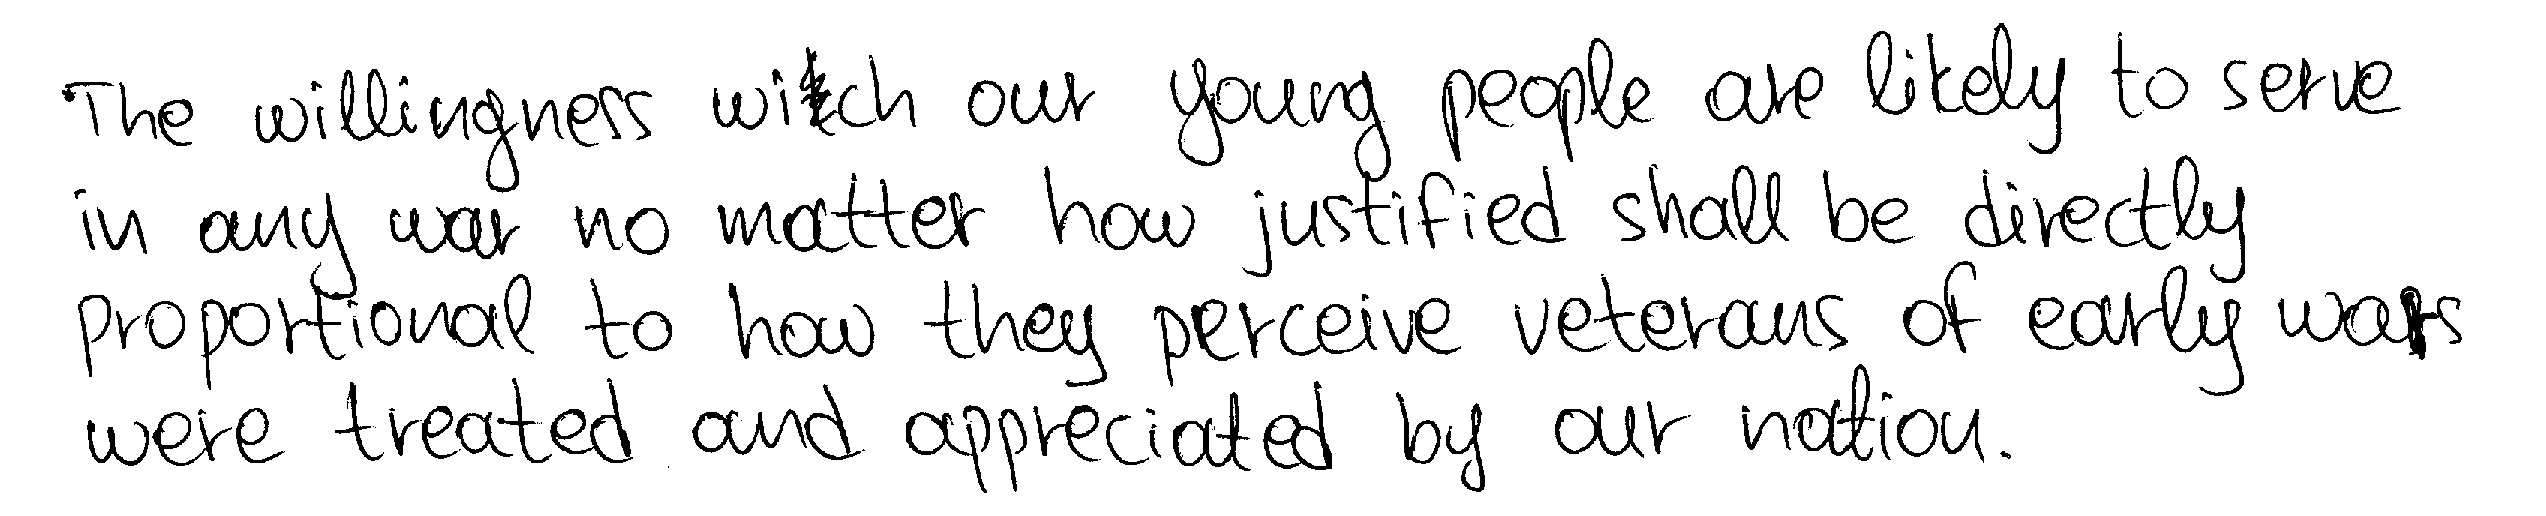 The willingness witch our young people are likely to serve
in any war no matter how justified shall be directly
proportional to how they perceive veterans of early wars
were treated and appreciated by our nation.